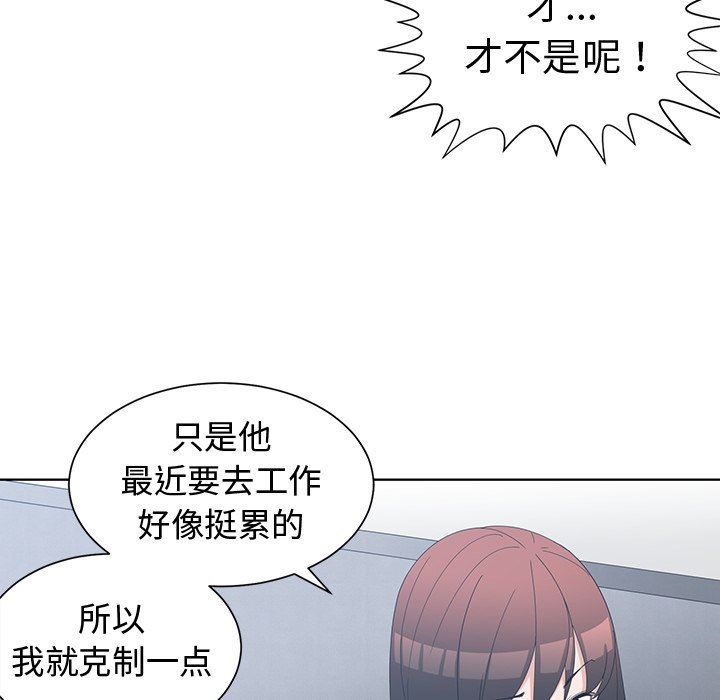 才...
才不是呢！
只是他
最近要去工作
好像挺累的
所以
我就克制一点